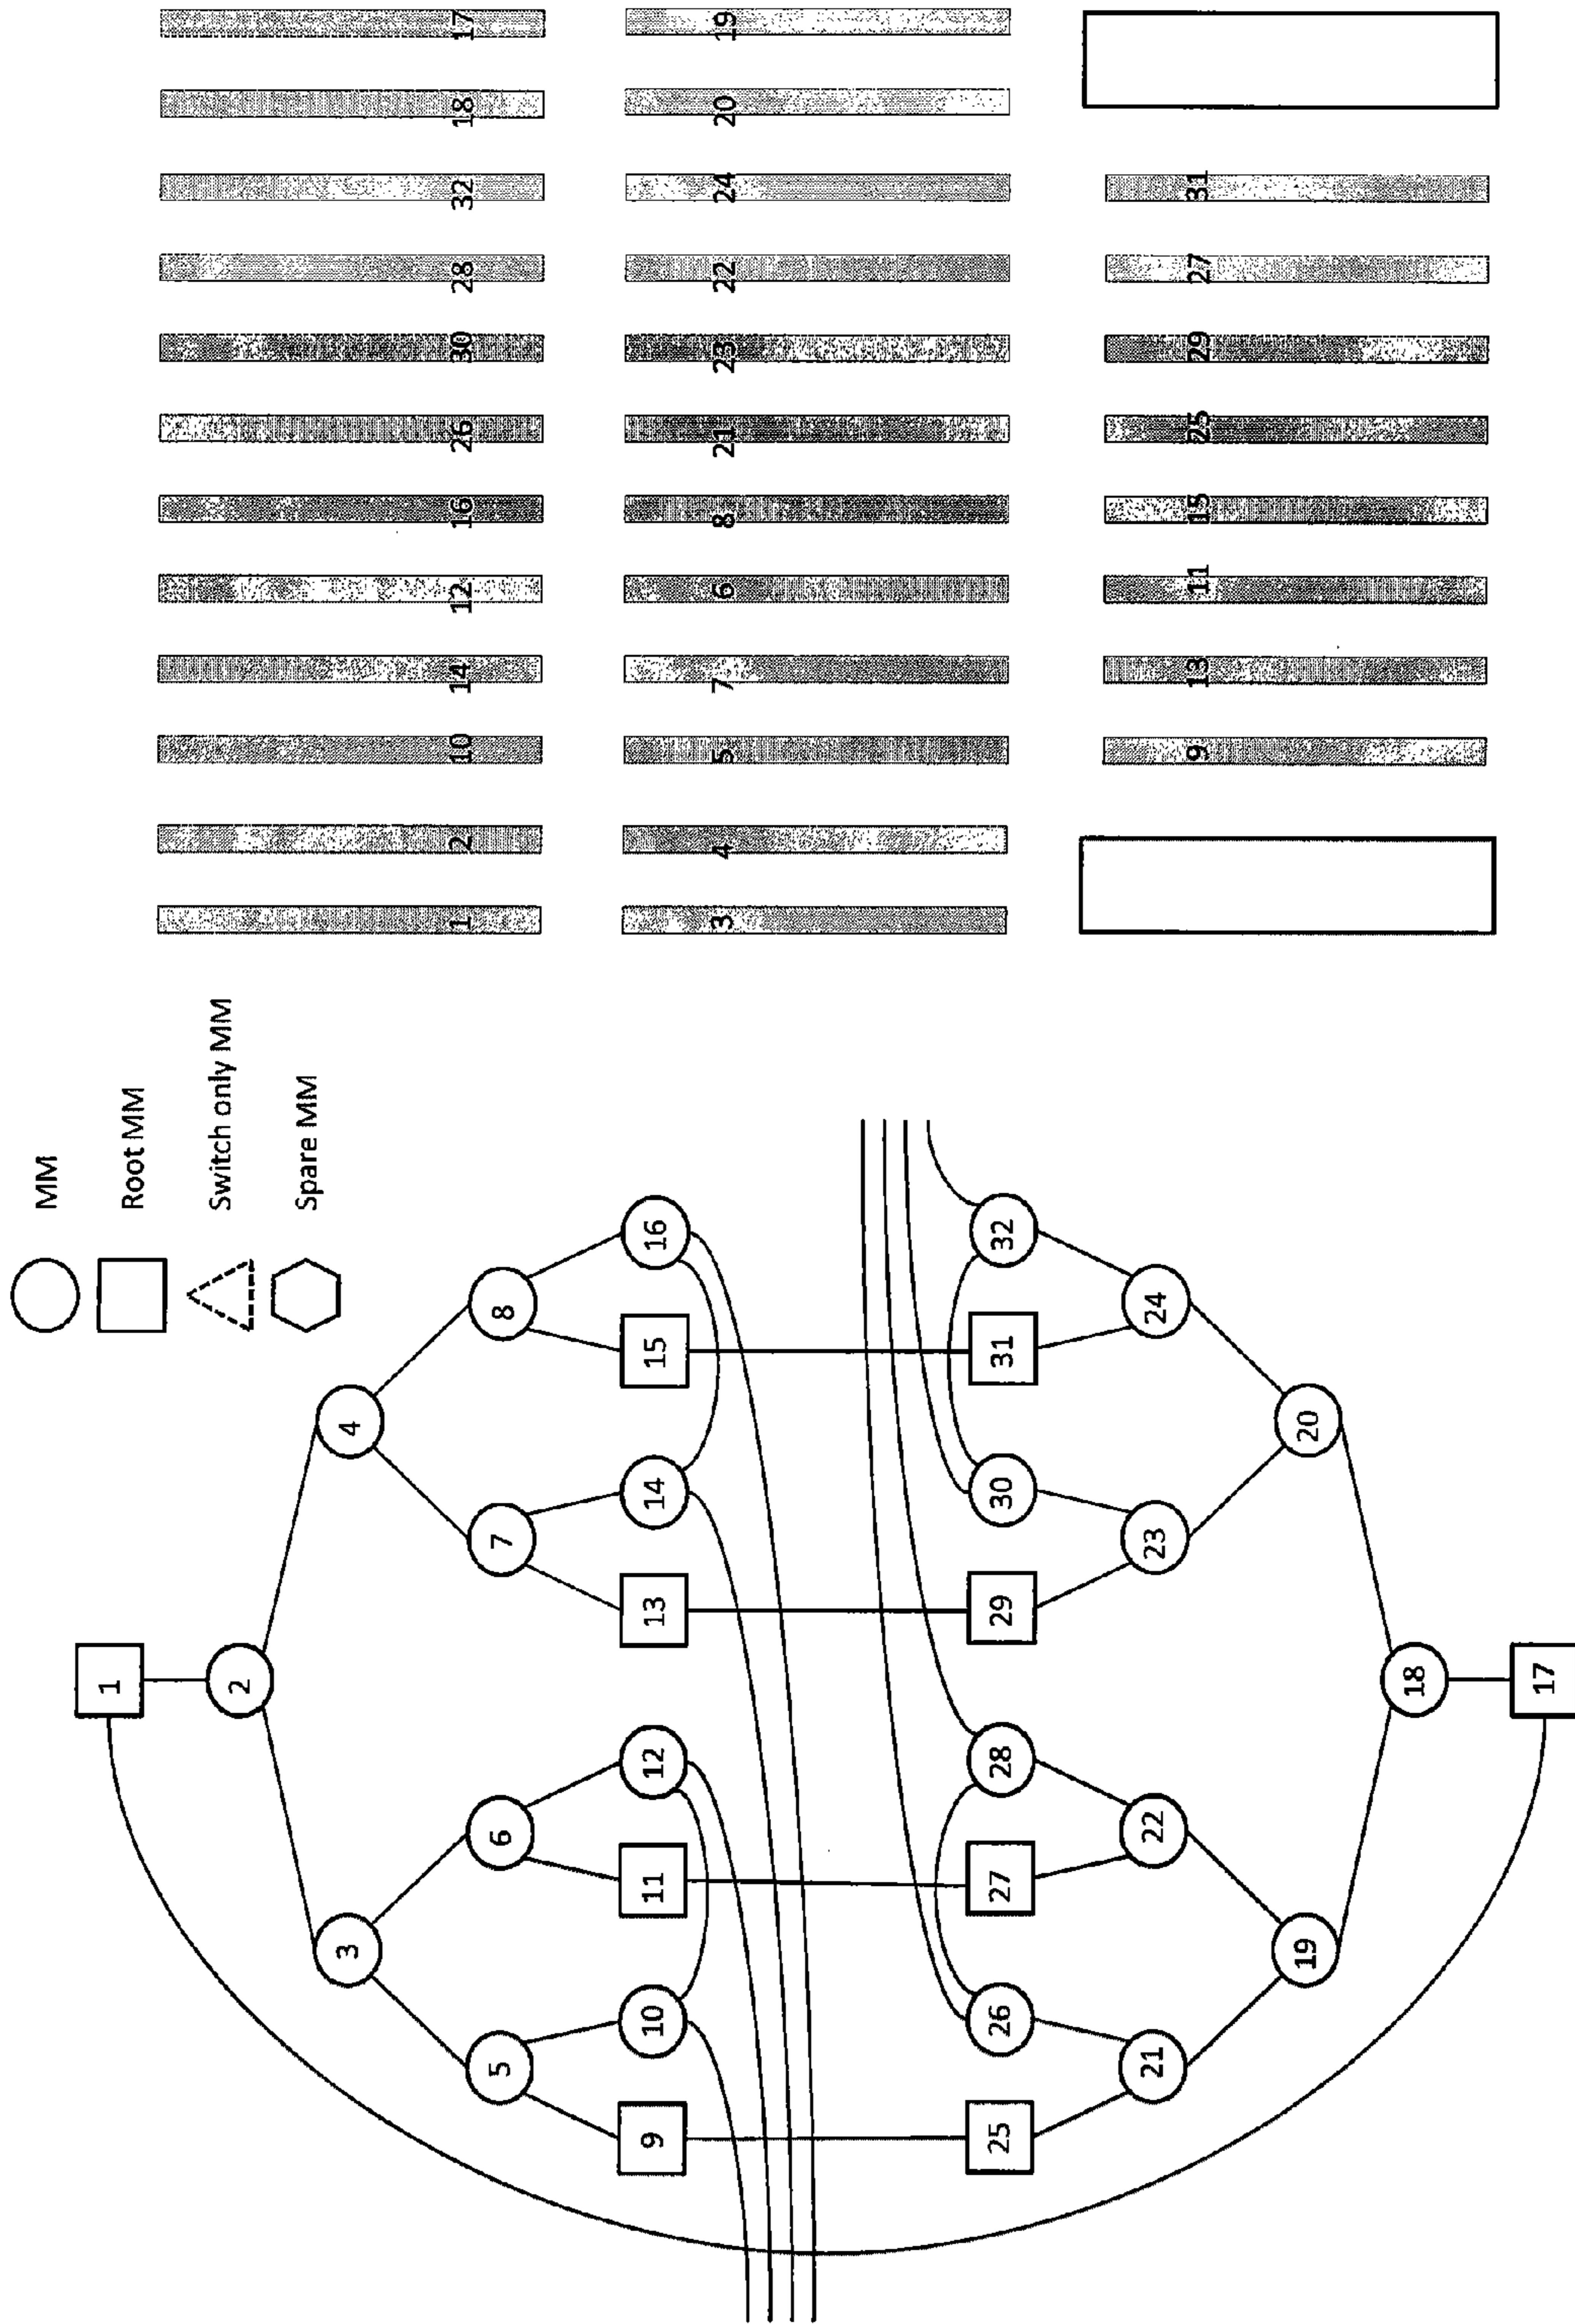 MM
Root MM
Switch only MM
Spare MM
1
2
3 4
5 6 7 8
9 10 11 12 13 14 15 16
25 26 27 28 29 30 31 32
21 22 23 24
19 20
18
17
1 2 10 14 12 16 26 30 28 32 18 17
3 4 5 7 6 8 21 23 22 24 20 19
9 13 11 15 25 29 27 31